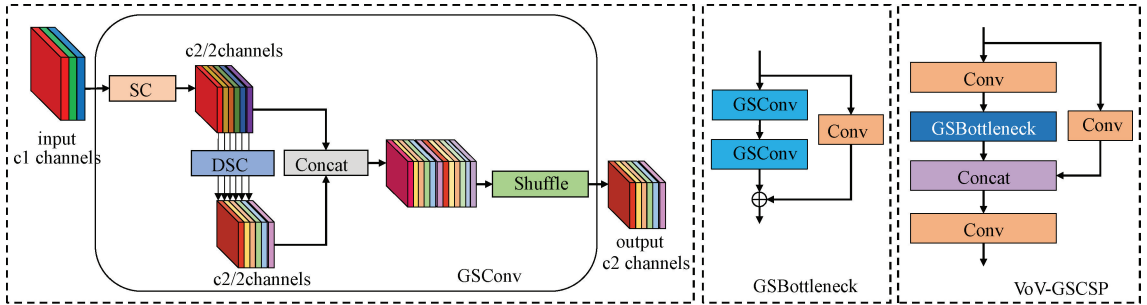 c2/2channels
SC
input
c1 channels
DSC
Concat
Shuffle
c2/2channels
GSConv
output
c2 channels
GSConv
GSConv
Conv
GSBottleneck
Conv
GSBottleneck
Conv
Concat
Conv
VoV-GSCSP